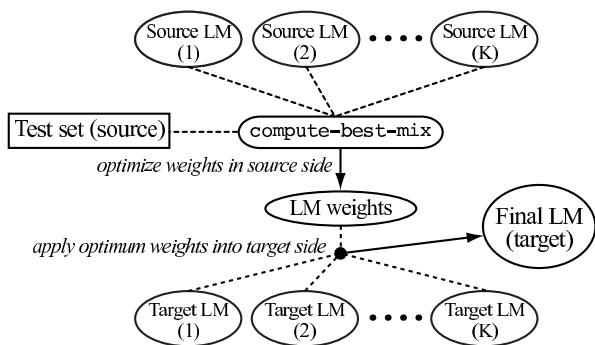 Source LM
(1)
Source LM
(2)
Source LM
(K)
Test set (source)
compute-best-mix
optimize weights in source side
LM weights
Final LM
(target)
apply optimum weights into target side
Target LM
(1)
Target LM
(2)
Target LM
(K)